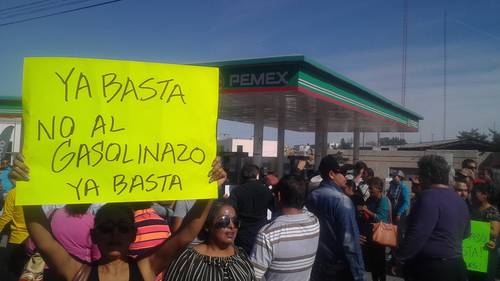 YA BASTA
NO AL
GASOLINAZO
YA BASTA
PEMEX